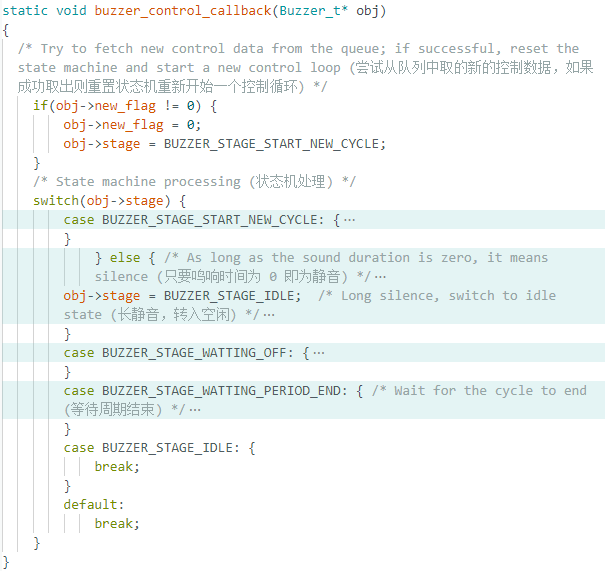 static void buzzer_control_callback(Buzzer_t* obj)
{
/* Try to fetch new control data from the queue; if successful, reset the
state machine and start a new control loop (尝试从队列中取的新的控制数据，如果
成功取出则重置状态机重新开始一个控制循环) */
if(obj->new_flag != 0) {
obj->new_flag = 0;
obj->stage = BUZZER_STAGE_START_NEW_CYCLE;
}
/* State machine processing (状态机处理) */
switch(obj->stage) {
case BUZZER_STAGE_START_NEW_CYCLE: {…
}
} else { /* As long as the sound duration is zero, it means
silence (只要鸣响时间为 0 即为静音) */…
obj->stage = BUZZER_STAGE_IDLE; /* Long silence, switch to idle
state (长静音，转入空闲) */…
}
case BUZZER_STAGE_WATTING_OFF: {…
}
case BUZZER_STAGE_WATTING_PERIOD_END: { /* Wait for the cycle to end
(等待周期结束) */…
}
case BUZZER_STAGE_IDLE: {
break;
}
default:
break;
}
}